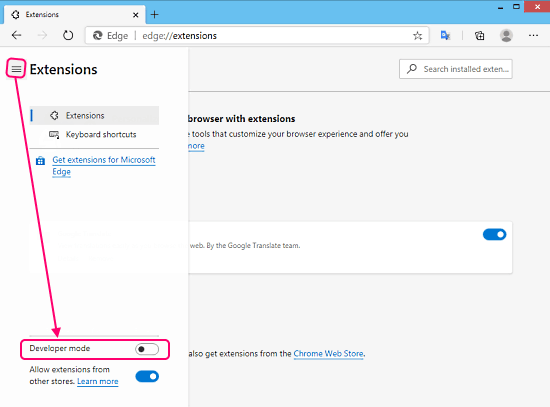 Extensions
Edge
edge://extensions
Extensions
Search installed exten...
Extensions
Keyboard shortcuts
Get extensions for Microsoft
Edge
browser with extensions
e tools that customize your browser experience and offer you
more
web. By the Google Translate team.
Developer mode
Allow extensions from
other stores. Learn more
also get extensions from the Chrome Web Store.